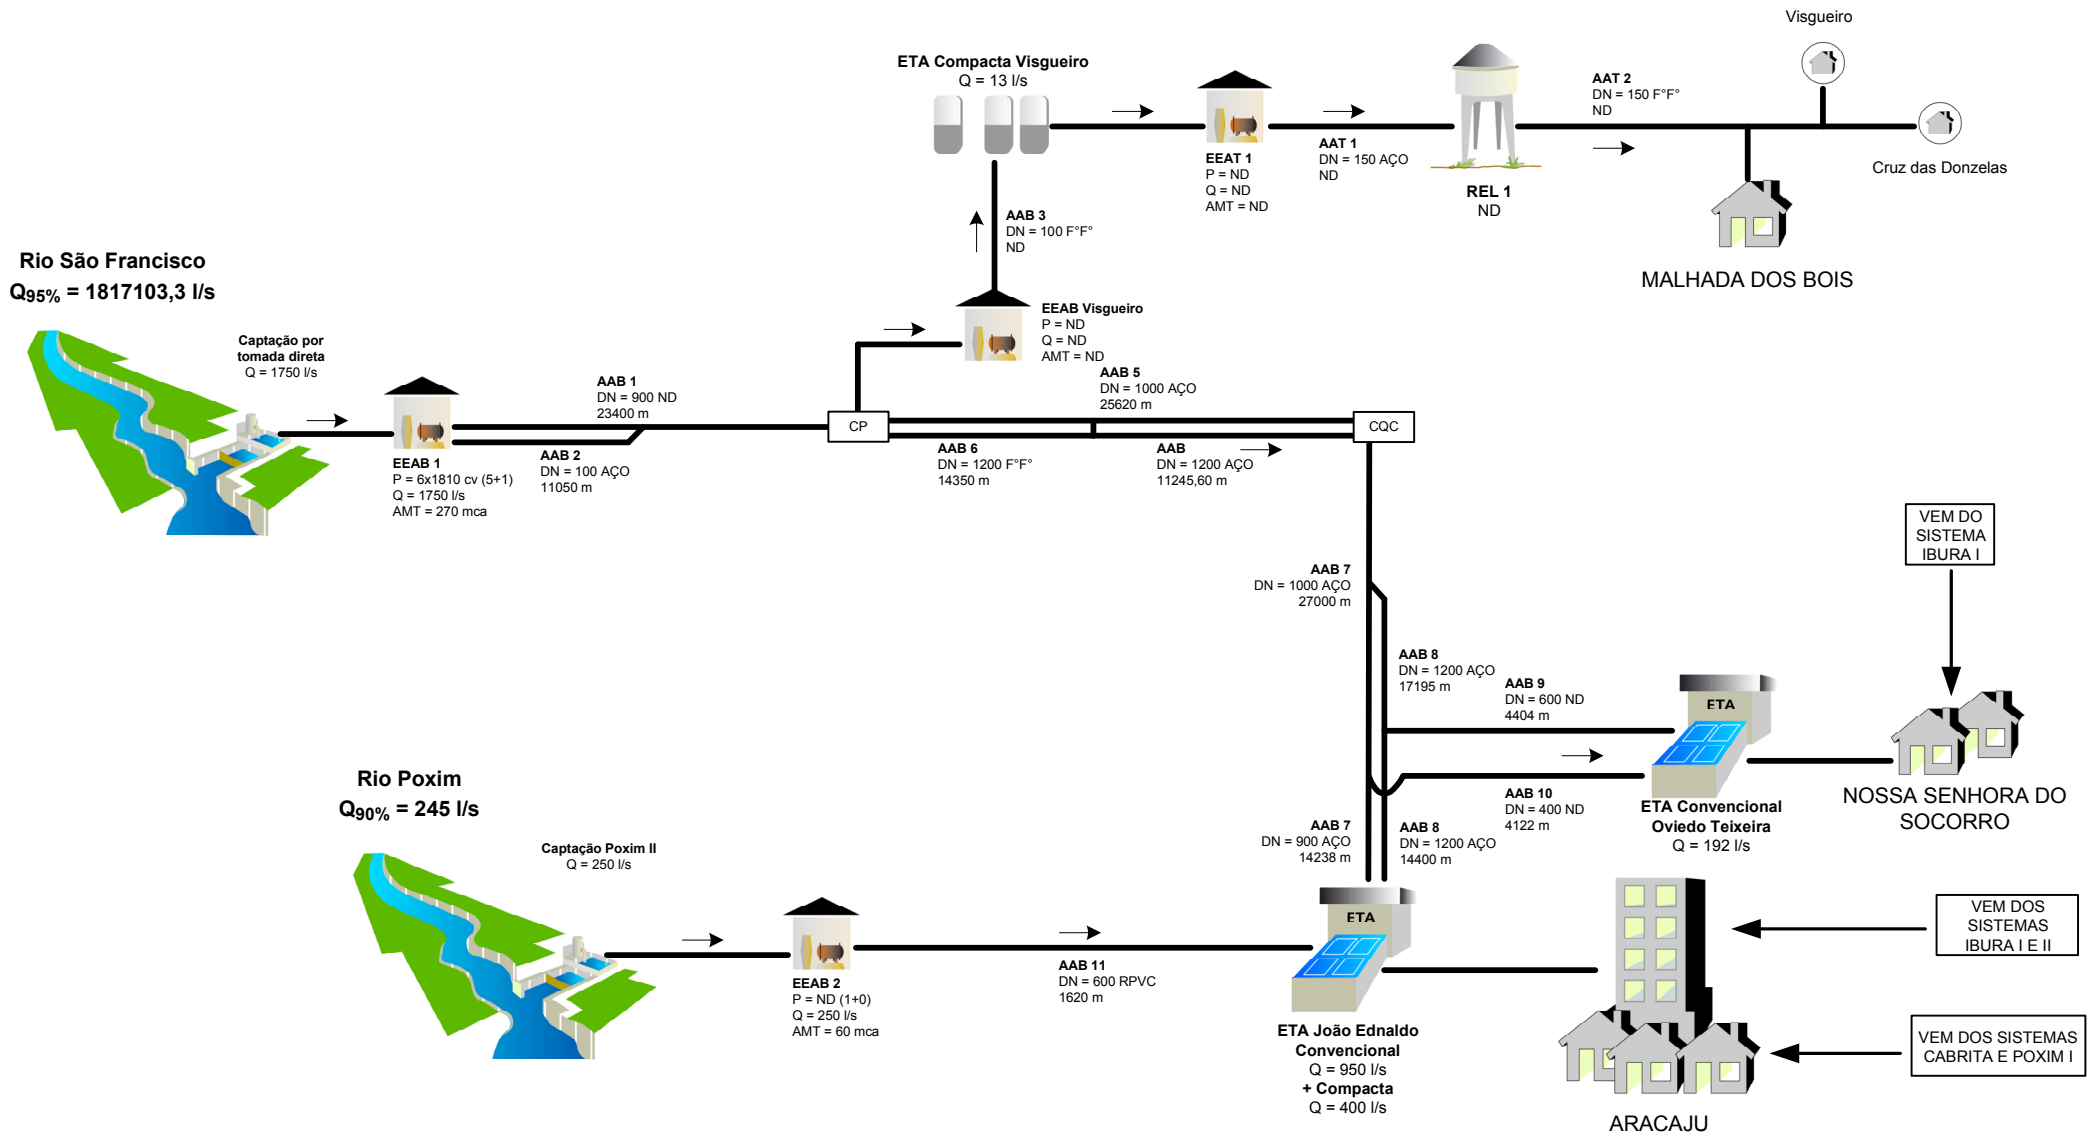 Visgueiro
ETA Compacta Visgueiro
Q = 13 l/s
AAT 2
DN = 150 F°F°
ND
EEAT 1
P = ND
Q = ND
AMT = ND
AAT 1
DN = 150 AÇO
ND
REL 1
ND
Cruz das Donzelas
MALHADA DOS BOIS
AAB 3
DN = 100 F°F°
ND
Rio São Francisco
Q95% = 1817103,3 l/s
Captação por
tomada direta
Q = 1750 l/s
EEAB Visgueiro
P = ND
Q = ND
AMT = ND
AAB 1
DN = 900 ND
23400 m
AAB 5
DN = 1000 AÇO
25620 m
CP
CQC
EEAB 1
P = 6x1810 cv (5+1)
Q = 1750 l/s
AMT = 270 mca
AAB 2
DN = 100 AÇO
11050 m
AAB 6
DN = 1200 F°F°
14350 m
AAB
DN = 1200 AÇO
11245,60 m
VEM DO
SISTEMA
IBURA I
AAB 7
DN = 1000 AÇO
27000 m
AAB 8
DN = 1200 AÇO
17195 m
AAB 9
DN = 600 ND
4404 m
ETA
AAB 10
DN = 400 ND
4122 m
ETA Convencional
Oviedo Teixeira
Q = 192 l/s
NOSSA SENHORA DO
SOCORRO
Rio Poxim
Q90% = 245 l/s
Captação Poxim II
Q = 250 l/s
AAB 7
DN = 900 AÇO
14238 m
AAB 8
DN = 1200 AÇO
14400 m
ETA
VEM DOS
SISTEMAS
IBURA I E II
EEAB 2
P = ND (1+0)
Q = 250 l/s
AMT = 60 mca
AAB 11
DN = 600 RPVC
1620 m
ETA João Ednaldo
Convencional
Q = 950 l/s
+ Compacta
Q = 400 l/s
VEM DOS SISTEMAS
CABRITA E POXIM I
ARACAJU